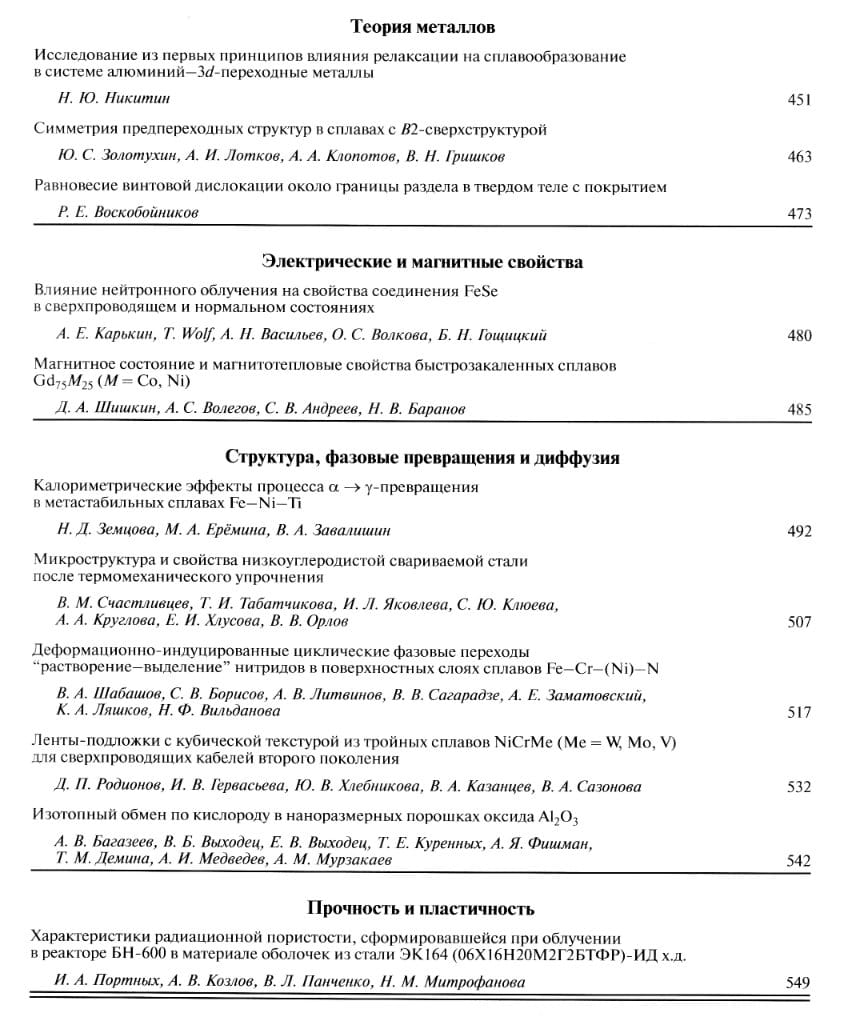 Теория металлов
Исследование из первых принципов влияния релаксации на сплавообразование
в системе алюминий–3d-переходные металлы
Н. Ю. Никитин 451
Симметрия предпереходных структур в сплавах с B2-сверхструктурой
Ю. С. Золотухин, А. И. Лотков, А. А. Клопотов, В. Н. Гришков 463
Равновесие винтовой дислокации около границы раздела в твердом теле с покрытием
Р. Е. Воскобойников 473
Электрические и магнитные свойства
Влияние нейтронного облучения на свойства соединения FeSe
в сверхпроводящем и нормальном состояниях
А. Е. Карькин, T. Wolf, А. Н. Васильев, О. С. Волкова, Б. Н. Гощицкий 480
Магнитное состояние и магнитотепловые свойства быстрозакаленных сплавов
Gd₇₅M₂₅ (M = Co, Ni)
Д. А. Шишкин, А. С. Волегов, С. В. Андреев, Н. В. Баранов 485
Структура, фазовые превращения и диффузия
Калориметрические эффекты процесса α → γ-превращения
в метастабильных сплавах Fe–Ni–Ti
Н. Д. Земцова, М. А. Ерёмина, В. А. Завалишин 492
Микроструктура и свойства низкоуглеродистой свариваемой стали
после термомеханического упрочнения
В. М. Счастливцев, Т. И. Табатчикова, И. Л. Яковлева, С. Ю. Клюева,
А. А. Круглова, Е. И. Хлусова, В. В. Орлов 507
Деформационно-индуцированные циклические фазовые переходы
“растворение–выделение” нитридов в поверхностных слоях сплавов Fe–Cr–(Ni)–N
В. А. Шабашов, С. В. Борисов, А. В. Литвинов, В. В. Сагарадзе, А. Е. Заматовский,
К. А. Ляшков, Н. Ф. Вильданова 517
Ленты-подложки с кубической текстурой из тройных сплавов NiCrMe (Me = W, Mo, V)
для сверхпроводящих кабелей второго поколения
Д. П. Родионов, И. В. Гервасьева, Ю. В. Хлебникова, В. А. Казанцев, В. А. Сазонова 532
Изотопный обмен по кислороду в наноразмерных порошках оксида Al₂O₃
А. В. Багазеев, В. Б. Выходец, Е. В. Выходец, Т. Е. Куренных, А. Я. Фишман,
Т. М. Демина, А. И. Медведев, А. М. Мурзакаев 542
Прочность и пластичность
Характеристики радиационной пористости, сформировавшейся при облучении
в реакторе БН-600 в материале оболочек из стали ЭК164 (06Х16Н20М2Г2БТФР)-ИД х.д.
И. А. Портных, А. В. Козлов, В. Л. Панченко, Н. М. Митрофанова 549